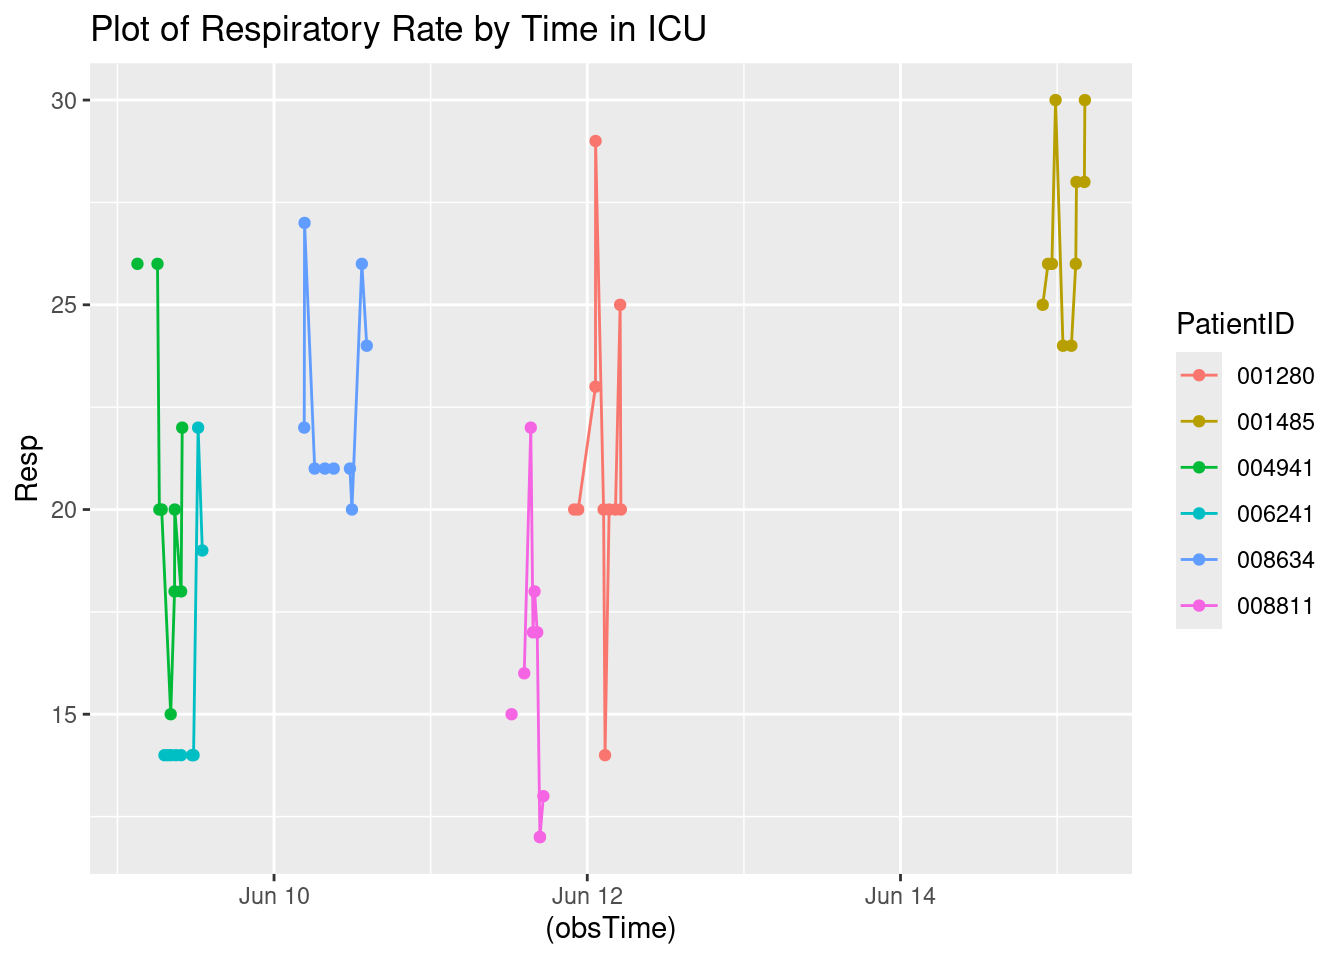 Plot of Respiratory Rate by Time in ICU
30
25
20
15
Resp
Jun 10
Jun 12
Jun 14
(obsTime)
PatientID
001280
001485
004941
006241
008634
008811